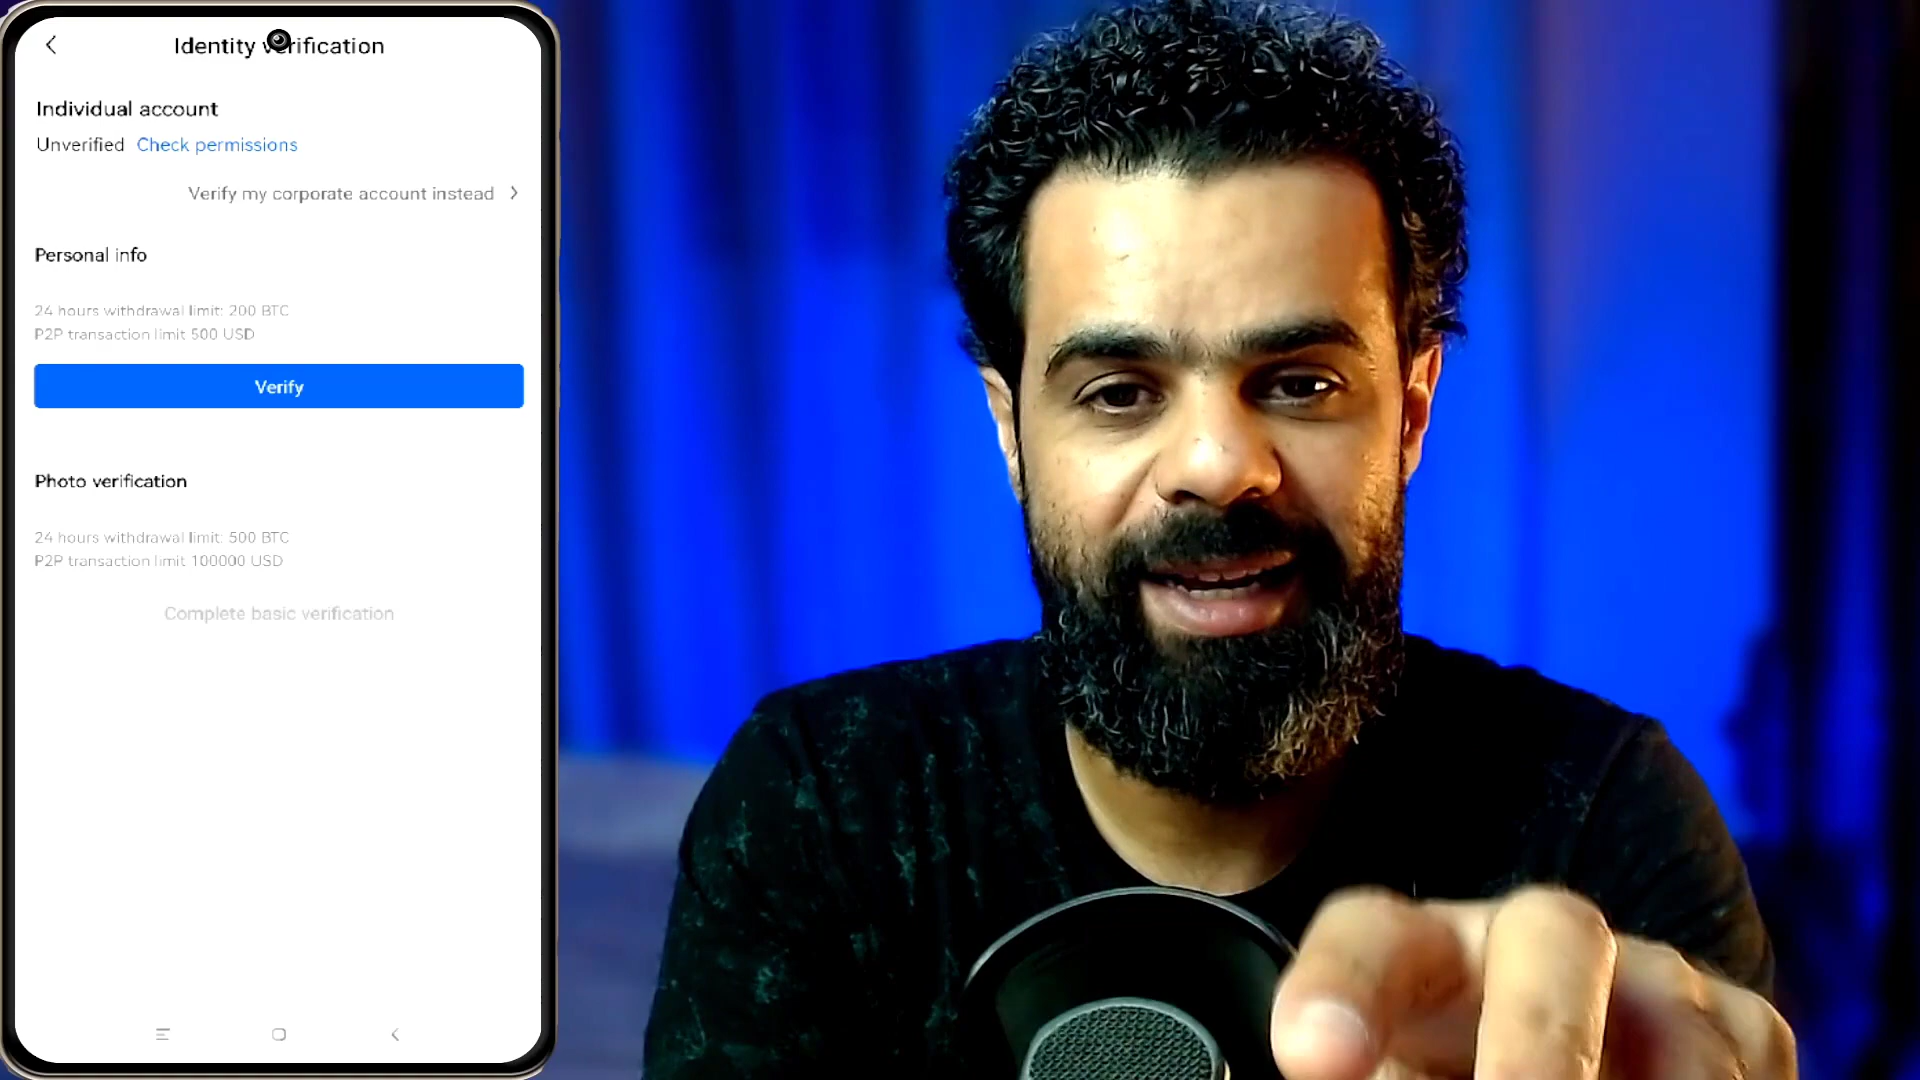 Identity verification
Individual account
Unverified Check permissions
Verify my corporate account instead
Personal info
24 hours withdrawal limit: 200 BTC
P2P transaction limit 500 USD
Verify
Photo verification
24 hours withdrawal limit: 500 BTC
P2P transaction limit 100000 USD
Complete basic verification